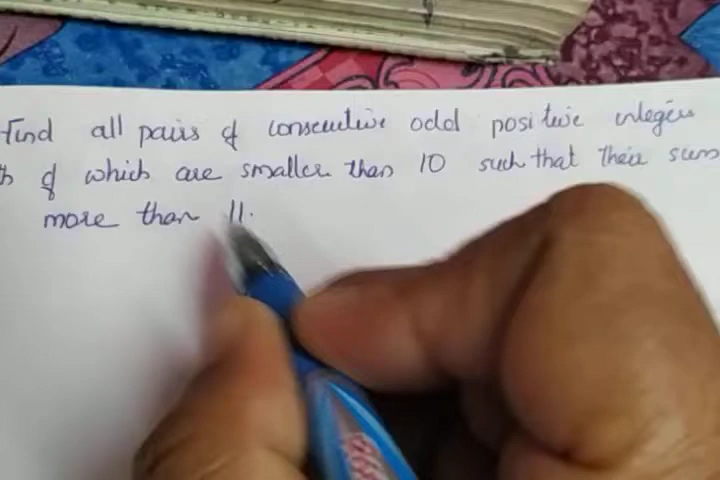 Find all pairs of consecutive odd positive integers
of which are smaller than 10 such that their sum
more than 11.